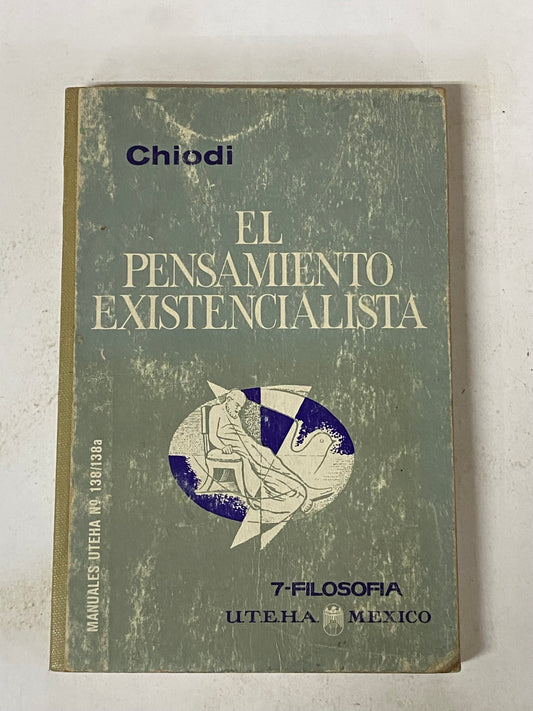 Chiodi
EL
PENSAMIENTO
EXISTENCIALISTA
MANUALES UTEHA Nº 138/138a
7-FILOSOFIA
U.T.E.H.A. MEXICO